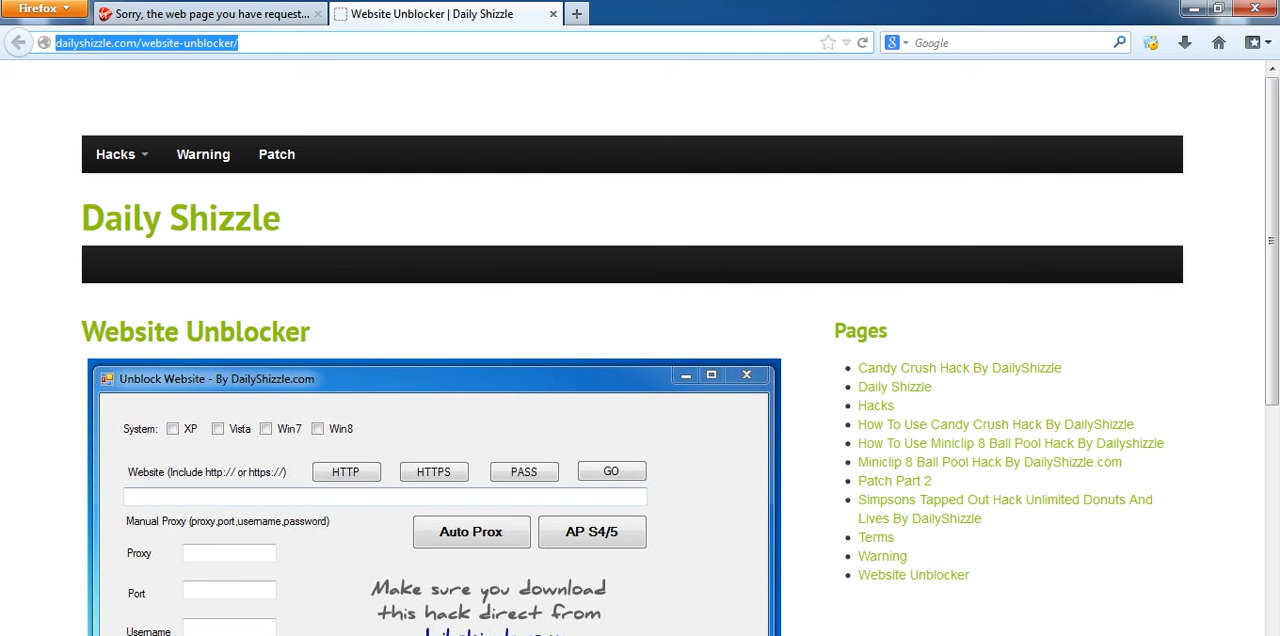 Firefox
Sorry, the web page you have request...
Website Unblocker | Daily Shizzle
dailyshizzle.com/website-unblocker/
Google
Hacks
Warning
Patch
Daily Shizzle
Website Unblocker
Unblock Website - By DailyShizzle.com
System:
XP
Vista
Win7
Win8
Website (Include http:// or https://)
HTTP
HTTPS
PASS
GO
Manual Proxy (proxy,port,username,password)
Auto Prox
AP S4/5
Proxy
Port
Username
Make sure you download
this hack direct from
Pages
Candy Crush Hack By DailyShizzle
Daily Shizzle
Hacks
How To Use Candy Crush Hack By DailyShizzle
How To Use Miniclip 8 Ball Pool Hack By Dailyshizzle
Miniclip 8 Ball Pool Hack By DailyShizzle.com
Patch Part 2
Simpsons Tapped Out Hack Unlimited Donuts And
Lives By DailyShizzle
Terms
Warning
Website Unblocker